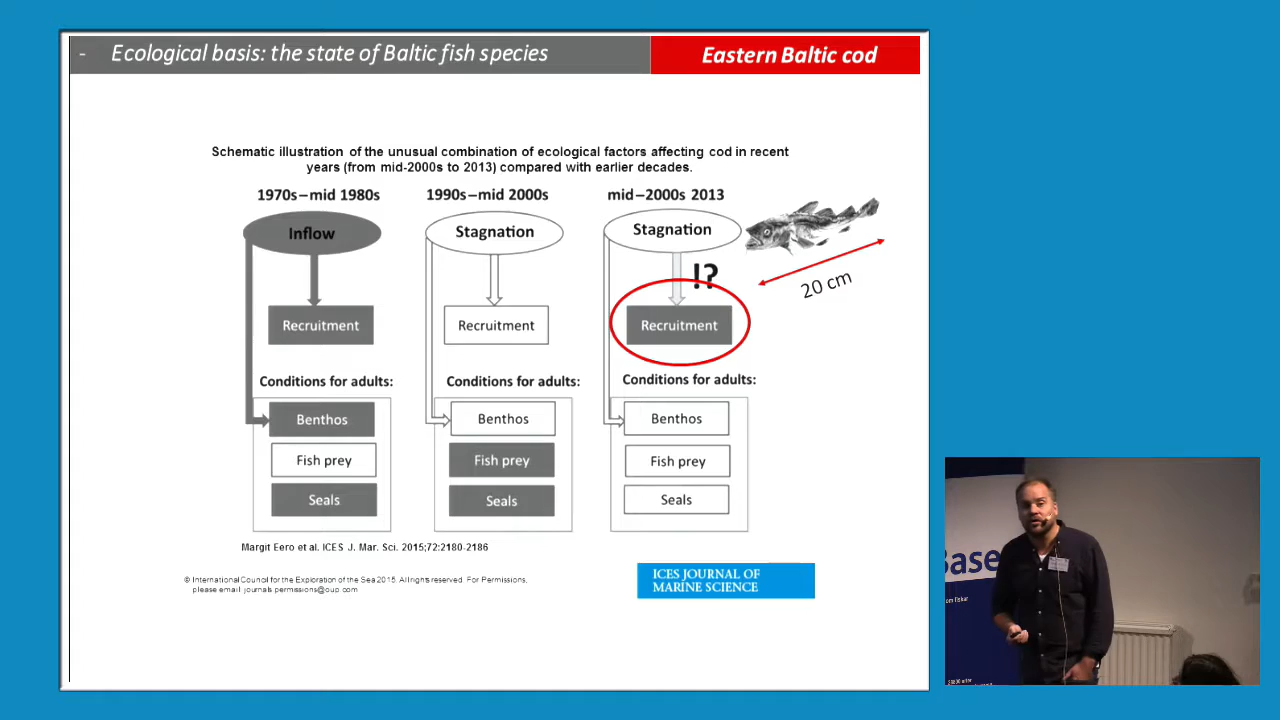 - Ecological basis: the state of Baltic fish species
Eastern Baltic cod
Schematic illustration of the unusual combination of ecological factors affecting cod in recent
years (from mid-2000s to 2013) compared with earlier decades.
1970s–mid 1980s
1990s–mid 2000s
mid–2000s 2013
Inflow
Stagnation
Stagnation
!?
20 cm
Recruitment
Recruitment
Recruitment
Conditions for adults:
Conditions for adults:
Conditions for adults:
Benthos
Benthos
Benthos
Fish prey
Fish prey
Fish prey
Seals
Seals
Seals
Margit Eero et al. ICES J. Mar. Sci. 2015;72:2180-2186
© International Council for the Exploration of the Sea 2015. All rights reserved. For Permissions,
please email: journals.permissions@oup.com
ICES JOURNAL OF
MARINE SCIENCE
Base
om Fiskar